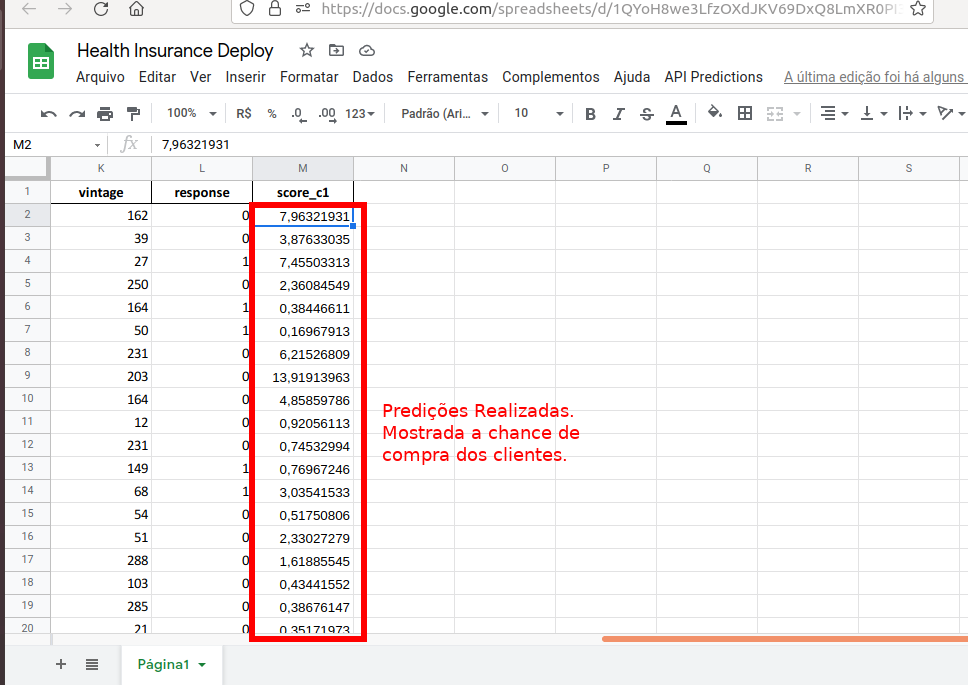 https://docs.google.com/spreadsheets/d/1QYoH8we3LfzOXdJKV69DxQ8LmXR0PI
Health Insurance Deploy
Arquivo Editar Ver Inserir Formatar Dados Ferramentas Complementos Ajuda API Predictions A última edição foi há alguns
100% R$ % .0 .00 123 Padrão (Ari... 10 B I S A
M2 fx 7,96321931
K L M N O P Q R S
1 vintage response score_c1
2 162 0 7,96321931
3 39 0 3,87633035
4 27 1 7,45503313
5 250 0 2,36084549
6 164 1 0,38446611
7 50 1 0,16967913
8 231 0 6,21526809
9 203 0 13,91913963
10 164 0 4,85859786
11 12 0 0,92056113
12 231 0 0,74532994
13 149 1 0,76967246
14 68 1 3,03541533
15 54 0 0,51750806
16 51 0 2,33027279
17 288 0 1,61885545
18 103 0 0,43441552
19 285 0 0,38676147
20 21 0 0,35171973
Predições Realizadas.
Mostrada a chance de
compra dos clientes.
+ Página1